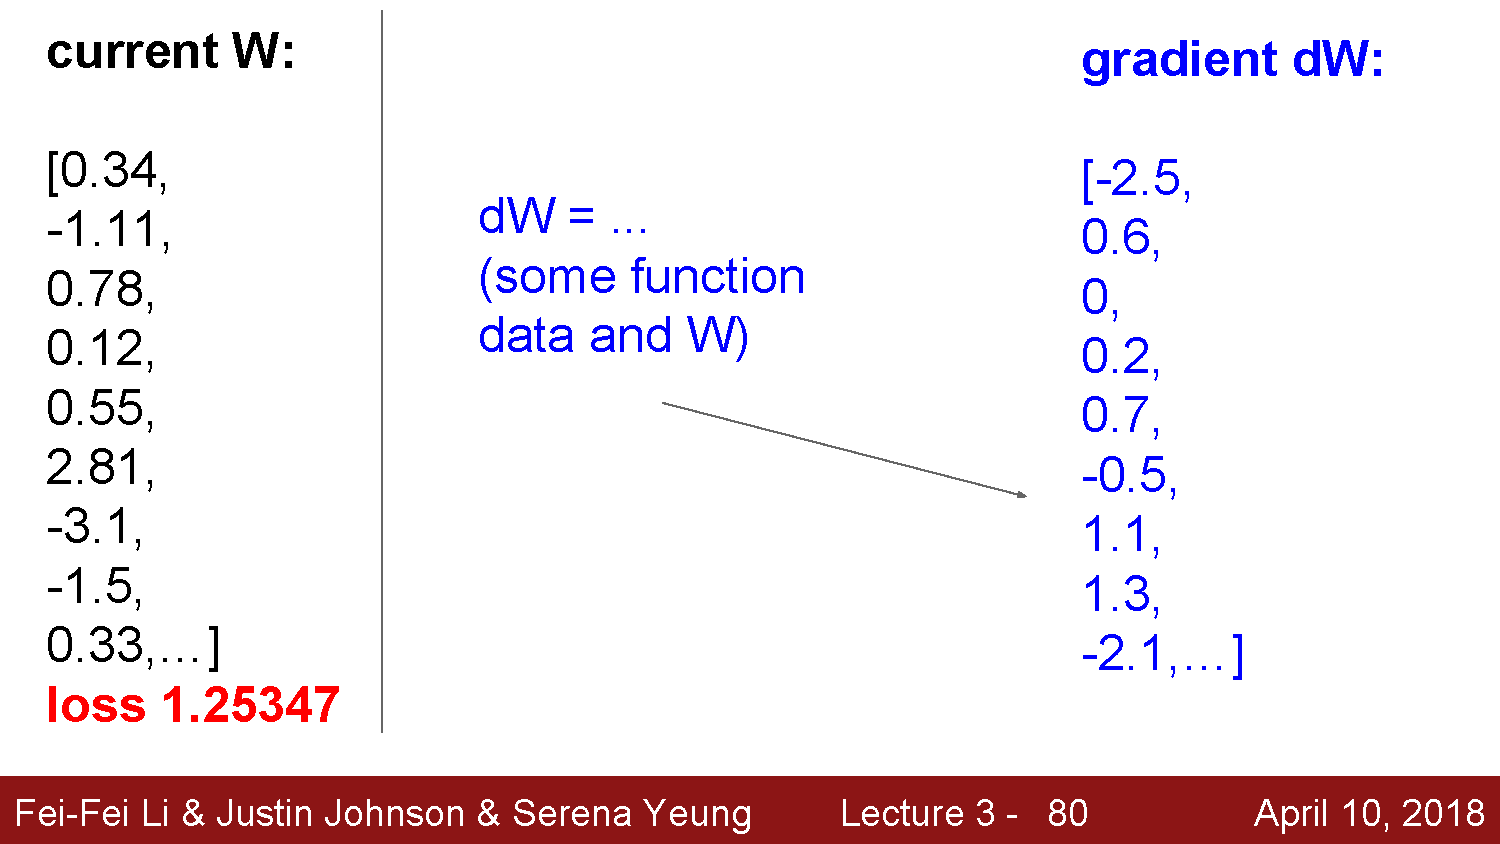 current W:
[0.34,
-1.11,
0.78,
0.12,
0.55,
2.81,
-3.1,
-1.5,
0.33,…]
loss 1.25347
dW = ...
(some function
data and W)
gradient dW:
[-2.5,
0.6,
0,
0.2,
0.7,
-0.5,
1.1,
1.3,
-2.1,…]
Fei-Fei Li & Justin Johnson & Serena Yeung
Lecture 3 - 80
April 10, 2018